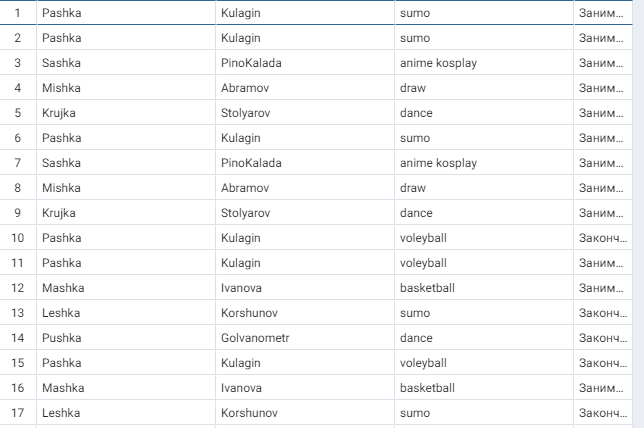 1 Pashka Kulagin sumo Заним...
2 Pashka Kulagin sumo Заним...
3 Sashka PinoKalada anime kosplay Заним...
4 Mishka Abramov draw Заним...
5 Krujka Stolyarov dance Заним...
6 Pashka Kulagin sumo Заним...
7 Sashka PinoKalada anime kosplay Заним...
8 Mishka Abramov draw Заним...
9 Krujka Stolyarov dance Заним...
10 Pashka Kulagin voleyball Законч...
11 Pashka Kulagin voleyball Заним...
12 Mashka Ivanova basketball Заним...
13 Leshka Korshunov sumo Законч...
14 Pushka Golvanometr dance Законч...
15 Pashka Kulagin voleyball Законч...
16 Mashka Ivanova basketball Заним...
17 Leshka Korshunov sumo Законч...